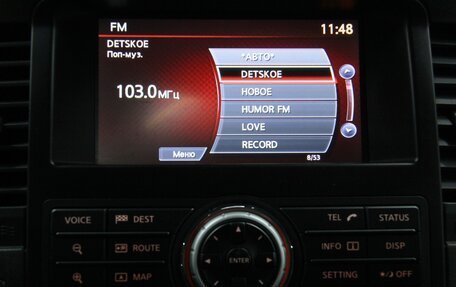 FM 11:48
DETSKOE
Поп-муз.
103.0МГц
*АВТО*
DETSKOE
НОВОЕ
HUMOR FM
LOVE
RECORD
Меню
8/53
VOICE DEST TEL STATUS
ROUTE INFO DISP
ENTER
MAP SETTING OFF